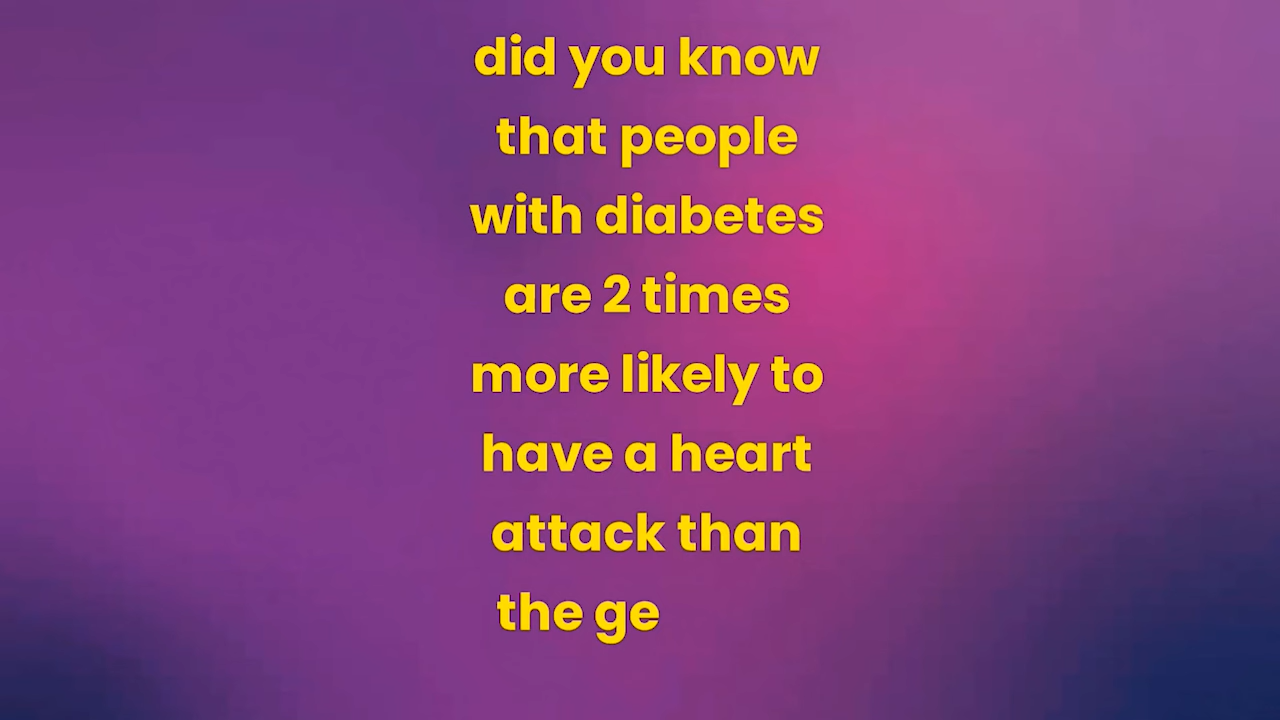 did you know
that people
with diabetes
are 2 times
more likely to
have a heart
attack than
the ge